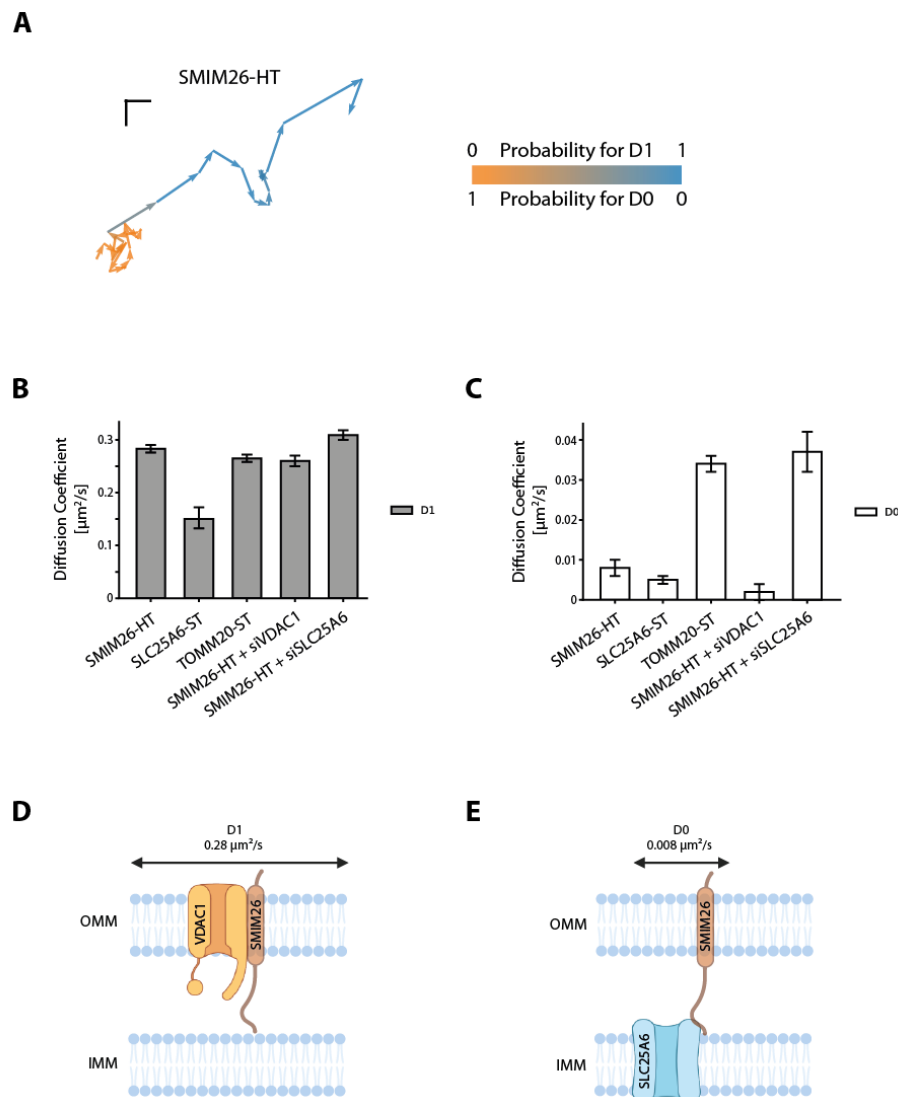 A
SMIM26-HT
0 Probability for D1 1
1 Probability for D0 0
B
Diffusion Coefficient
[µm²/s]
0.3
0.2
0.1
0
SMIM26-HT
SLC25A6-ST
TOMM20-ST
SMIM26-HT + siVDAC1
SMIM26-HT + siSLC25A6
D1
C
Diffusion Coefficient
[µm²/s]
0.04
0.03
0.02
0.010
0
SMIM26-HT
SLC25A6-ST
TOMM20-ST
SMIM26-HT + siVDAC1
SMIM26-HT + siSLC25A6
D0
D
D1
0.28 µm²/s
OMM
VDAC1
SMIM26
IMM
E
D0
0.008 µm²/s
OMM
SMIM26
SLC25A6
IMM